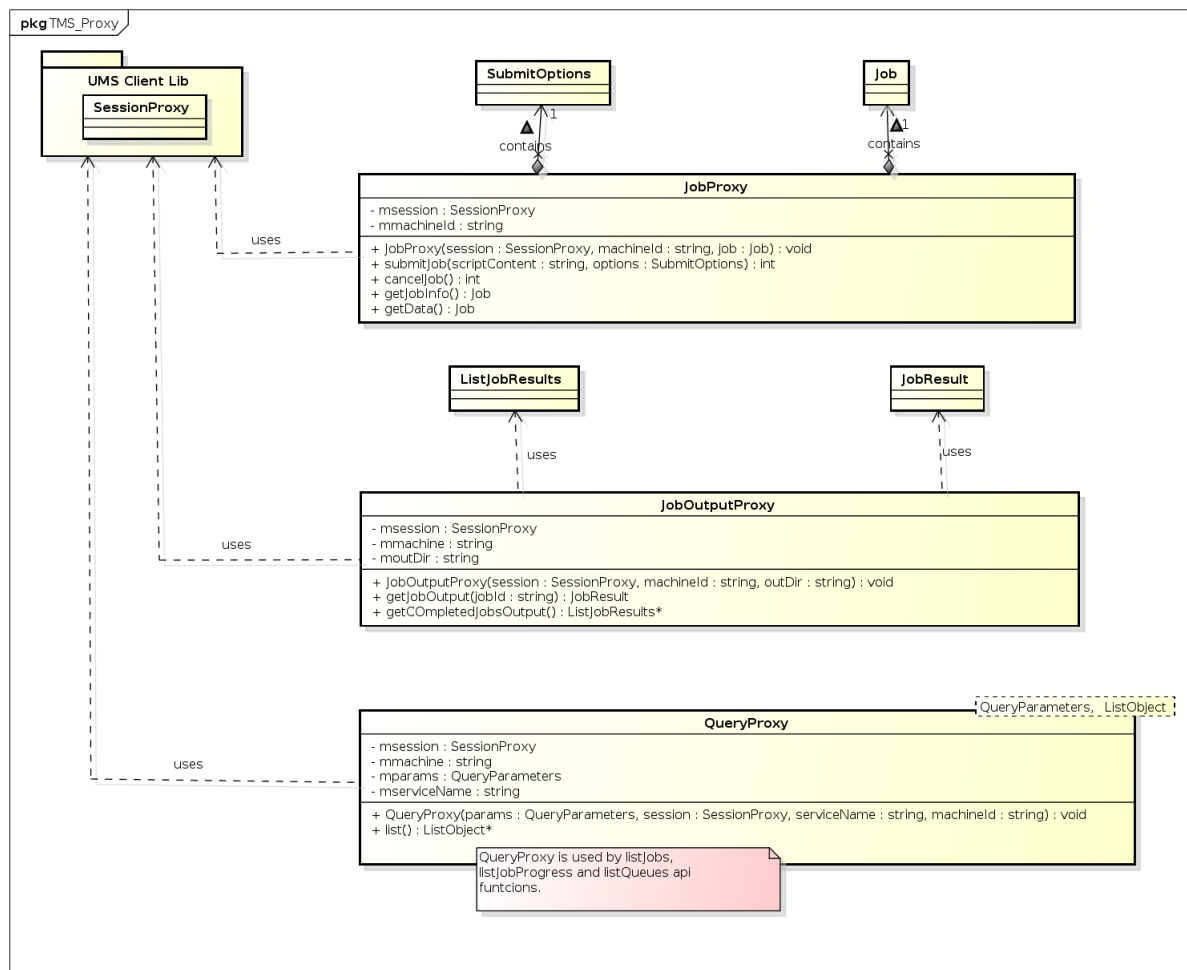 pkg TMS_Proxy
UMS Client Lib
SessionProxy
SubmitOptions
Job
1
contains
1
contains
JobProxy
- msession : SessionProxy
- mmachineId : string
+ JobProxy(session : SessionProxy, machineId : string, job : Job) : void
+ submitJob(scriptContent : string, options : SubmitOptions) : int
+ cancelJob() : int
+ getJobInfo() : Job
+ getData() : Job
uses
ListJobResults
JobResult
uses
uses
JobOutputProxy
- msession : SessionProxy
- mmachine : string
- moutDir : string
+ JobOutputProxy(session : SessionProxy, machineId : string, outDir : string) : void
+ getJobOutput(jobId : string) : JobResult
+ getCOmpletedJobsOutput() : ListJobResults*
uses
QueryParameters, ListObject
QueryProxy
- msession : SessionProxy
- mmachine : string
- mparams : QueryParameters
- mserviceName : string
+ QueryProxy(params : QueryParameters, session : SessionProxy, serviceName : string, machineId : string) : void
+ list() : ListObject*
uses
QueryProxy is used by listJobs,
listJobProgress and listQueues api
funtcions.